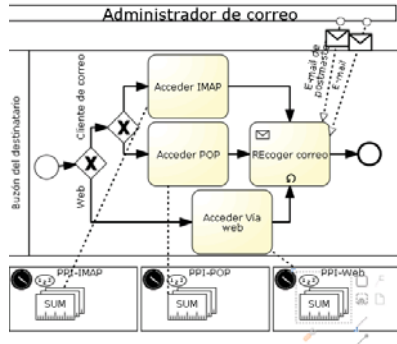 Administrador de correo
E-mail de
postmaster
E-mail
Buzón del destinatario
Cliente de correo
Web
Acceder IMAP
Acceder POP
REcoger correo
Acceder Vía
web
PPI-IMAP
PPI-POP
PPI-Web
SUM
SUM
SUM